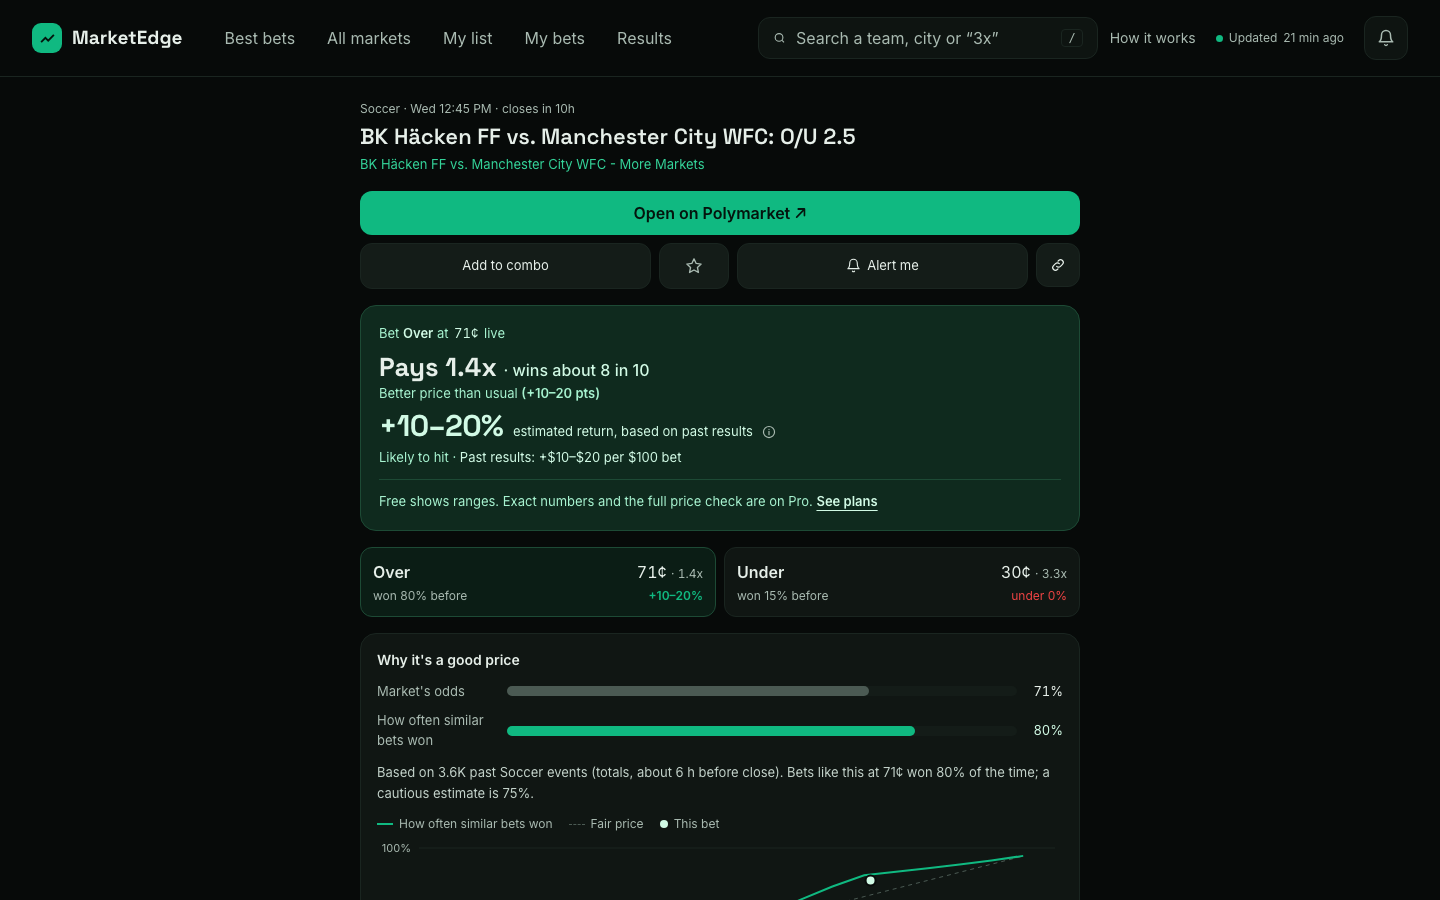 MarketEdge
Best bets
All markets
My list
My bets
Results
Search a team, city or “3x”
/
How it works
Updated 21 min ago
Soccer · Wed 12:45 PM · closes in 10h
BK Häcken FF vs. Manchester City WFC: O/U 2.5
BK Häcken FF vs. Manchester City WFC - More Markets
Open on Polymarket ↗
Add to combo
Alert me
Bet Over at 71¢ live
Pays 1.4x · wins about 8 in 10
Better price than usual (+10–20 pts)
+10–20% estimated return, based on past results
Likely to hit · Past results: +$10–$20 per $100 bet
Free shows ranges. Exact numbers and the full price check are on Pro. See plans
Over 71¢ · 1.4x
won 80% before +10–20%
Under 30¢ · 3.3x
won 15% before under 0%
Why it's a good price
Market's odds 71%
How often similar
bets won 80%
Based on 3.6K past Soccer events (totals, about 6 h before close). Bets like this at 71¢ won 80% of the time; a
cautious estimate is 75%.
How often similar bets won
Fair price
This bet
100%